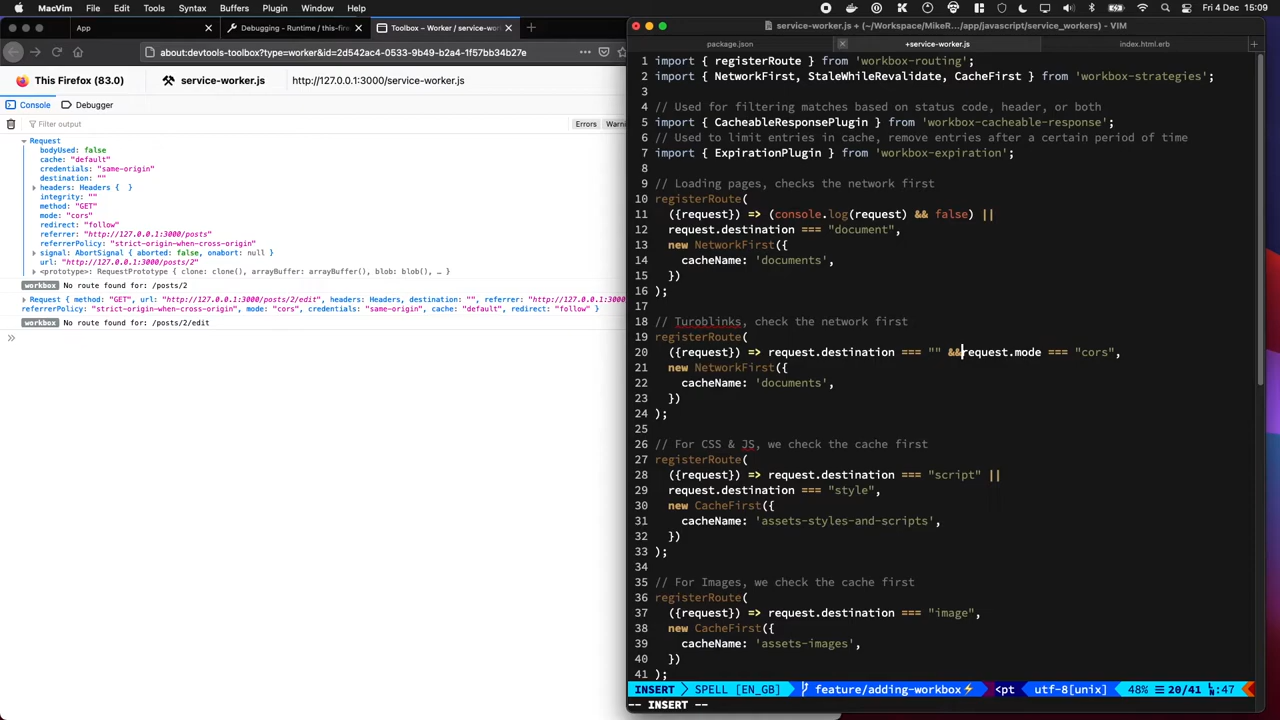 MacVim File Edit Tools Syntax Buffers Plugin Window Help
Fri 4 Dec 15:09
App
Debugging - Runtime / this-fire
Toolbox - Worker / service-work
about:devtools-toolbox?type=worker&id=2d542ac4-0533-9b49-b2a4-1f57bb34b27e
This Firefox (83.0)
service-worker.js
http://127.0.0.1:3000/service-worker.js
Console
Debugger
Filter output
Errors
Warnin
Request
bodyUsed: false
cache: "default"
credentials: "same-origin"
destination: ""
headers: Headers { }
integrity: ""
method: "GET"
mode: "cors"
redirect: "follow"
referrer: "http://127.0.0.1:3000/posts"
referrerPolicy: "strict-origin-when-cross-origin"
signal: AbortSignal { aborted: false, onabort: null }
url: "http://127.0.0.1:3000/posts/2"
<prototype>: RequestPrototype { clone: clone(), arrayBuffer: arrayBuffer(), blob: blob(), … }
workbox No route found for: /posts/2
Request { method: "GET", url: "http://127.0.0.1:3000/posts/2/edit", headers: Headers, destination: "", referrer: "http://127.0.0.1:3000/posts
referrerPolicy: "strict-origin-when-cross-origin", mode: "cors", credentials: "same-origin", cache: "default", redirect: "follow" }
workbox No route found for: /posts/2/edit
service-worker.js + (~/Workspace/MikeR…/app/javascript/service_workers) - VIM
package.json
+service-worker.js
index.html.erb
1 import { registerRoute } from 'workbox-routing';
2 import { NetworkFirst, StaleWhileRevalidate, CacheFirst } from 'workbox-strategies';
3
4 // Used for filtering matches based on status code, header, or both
5 import { CacheableResponsePlugin } from 'workbox-cacheable-response';
6 // Used to limit entries in cache, remove entries after a certain period of time
7 import { ExpirationPlugin } from 'workbox-expiration';
8
9 // Loading pages, checks the network first
10 registerRoute(
11 ({request}) => (console.log(request) && false) ||
12 request.destination === "document",
13 new NetworkFirst({
14 cacheName: 'documents',
15 })
16 );
17
18 // Turoblinks, check the network first
19 registerRoute(
20 ({request}) => request.destination === "" &&request.mode === "cors",
21 new NetworkFirst({
22 cacheName: 'documents',
23 })
24 );
25
26 // For CSS & JS, we check the cache first
27 registerRoute(
28 ({request}) => request.destination === "script" ||
29 request.destination === "style",
30 new CacheFirst({
31 cacheName: 'assets-styles-and-scripts',
32 })
33 );
34
35 // For Images, we check the cache first
36 registerRoute(
37 ({request}) => request.destination === "image",
38 new CacheFirst({
39 cacheName: 'assets-images',
40 })
41 );
INSERT SPELL [EN_GB] feature/adding-workbox⚡ <pt utf-8[unix] 48% ☰ 20/41 :47
-- INSERT --